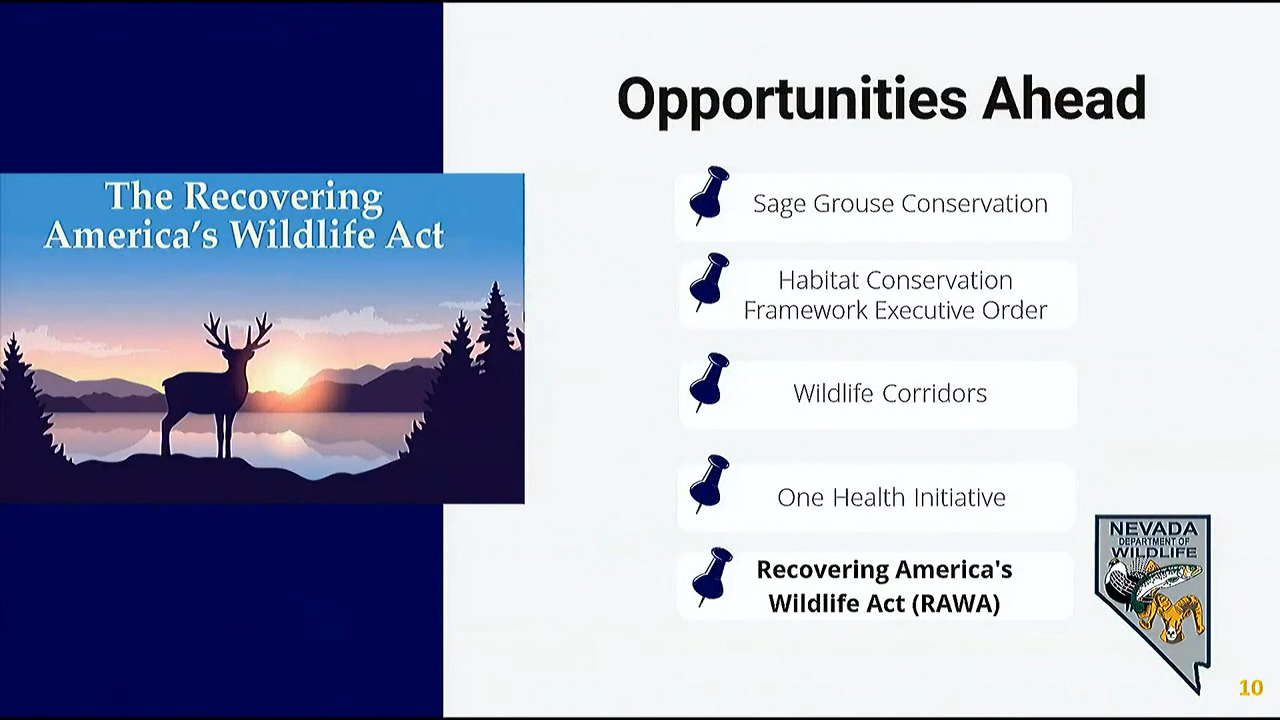 Opportunities Ahead
The Recovering
America's Wildlife Act
Sage Grouse Conservation
Habitat Conservation
Framework Executive Order
Wildlife Corridors
One Health Initiative
Recovering America's
Wildlife Act (RAWA)
NEVADA
DEPARTMENT OF
WILDLIFE
10